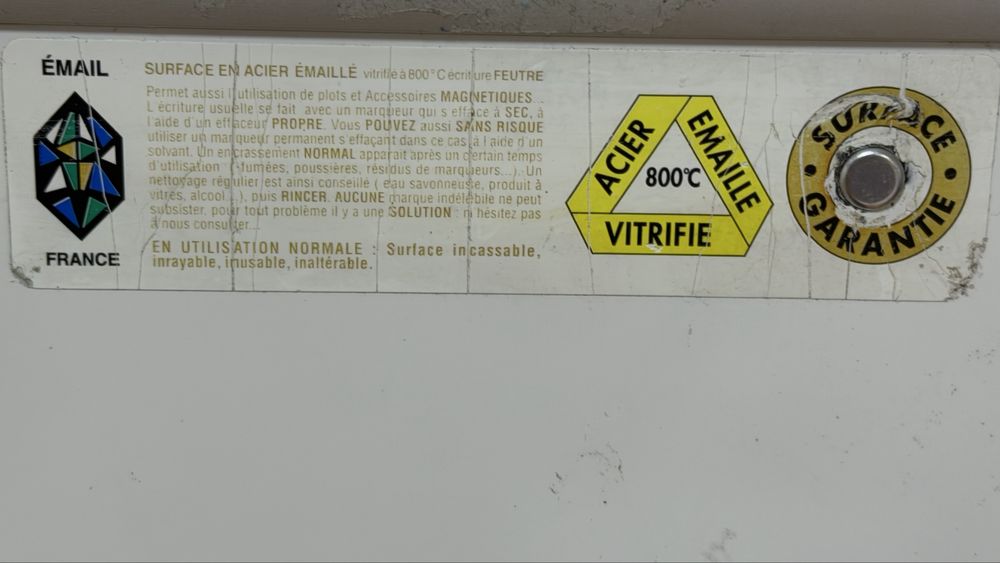 ÉMAIL
FRANCE
SURFACE EN ACIER ÉMAILLÉ vitrifié à 800°C écriture FEUTRE
Permet aussi l'utilisation de plots et Accessoires MAGNETIQUES...
L écriture usuelle se fait avec un marqueur qui s efface à SEC, à
l'aide d'un effaceur PROPRE. Vous POUVEZ aussi SANS RISQUE
utiliser un marqueur permanent s'effaçant dans ce cas à l aide d'un
solvant. Un encrassement NORMAL apparait après un certain temps
d'utilisation (fumées, poussières, résidus de marqueurs...). Un
nettoyage régulier est ainsi conseillé ( eau savonneuse, produit à
vitres, alcool...), puis RINCER. AUCUNE marque indélébile ne peut
subsister, pour tout problème il y a une SOLUTION : n hésitez pas
à nous consulter...
EN UTILISATION NORMALE : Surface incassable,
inrayable, inusable, inaltérable.
ACIER
EMAILLE
800°C
VITRIFIE
SURFACE
GARANTIE